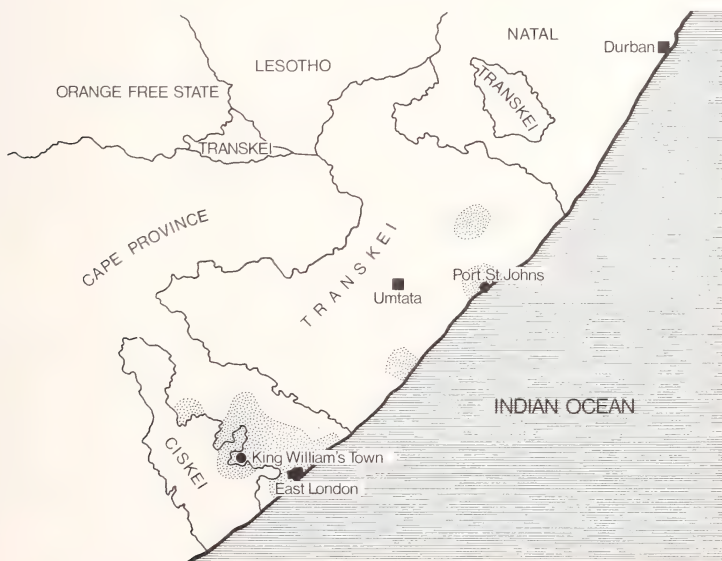 NATAL
Durban
LESOTHO
ORANGE FREE STATE
TRANSKEI
TRANSKEI
CAPE PROVINCE
TRANSKEI
Port St.Johns
Umtata
INDIAN OCEAN
CISKEI
King William's Town
East London